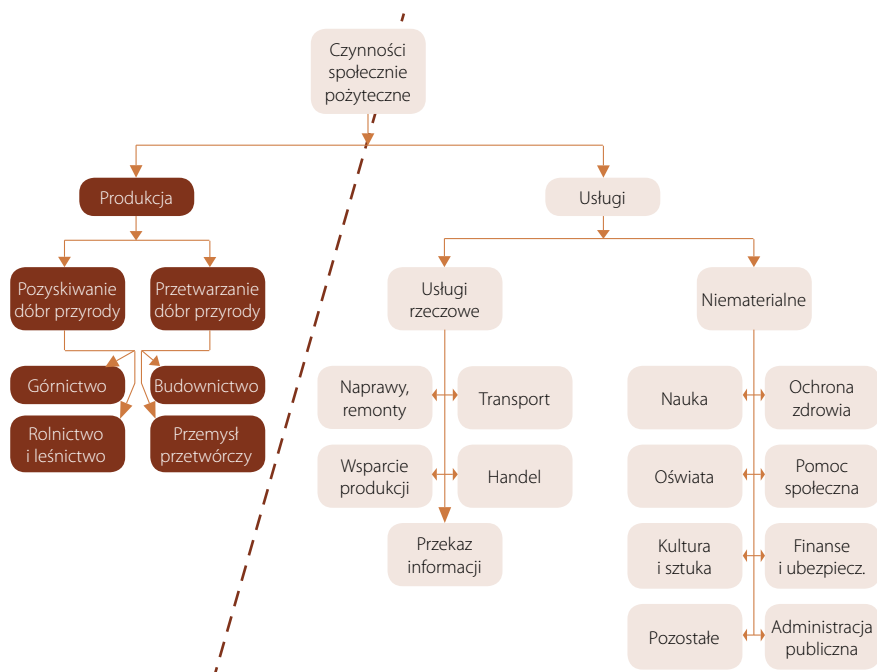 Czynności
społecznie
pożyteczne
Produkcja
Usługi
Pozyskiwanie
dóbr przyrody
Przetwarzanie
dóbr przyrody
Usługi
rzeczowe
Niematerialne
Górnictwo
Budownictwo
Rolnictwo
i leśnictwo
Przemysł
przetwórczy
Naprawy,
remonty
Transport
Wsparcie
produkcji
Handel
Przekaz
informacji
Nauka
Ochrona
zdrowia
Oświata
Pomoc
społeczna
Kultura
i sztuka
Finanse
i ubezpiecz.
Pozostałe
Administracja
publiczna